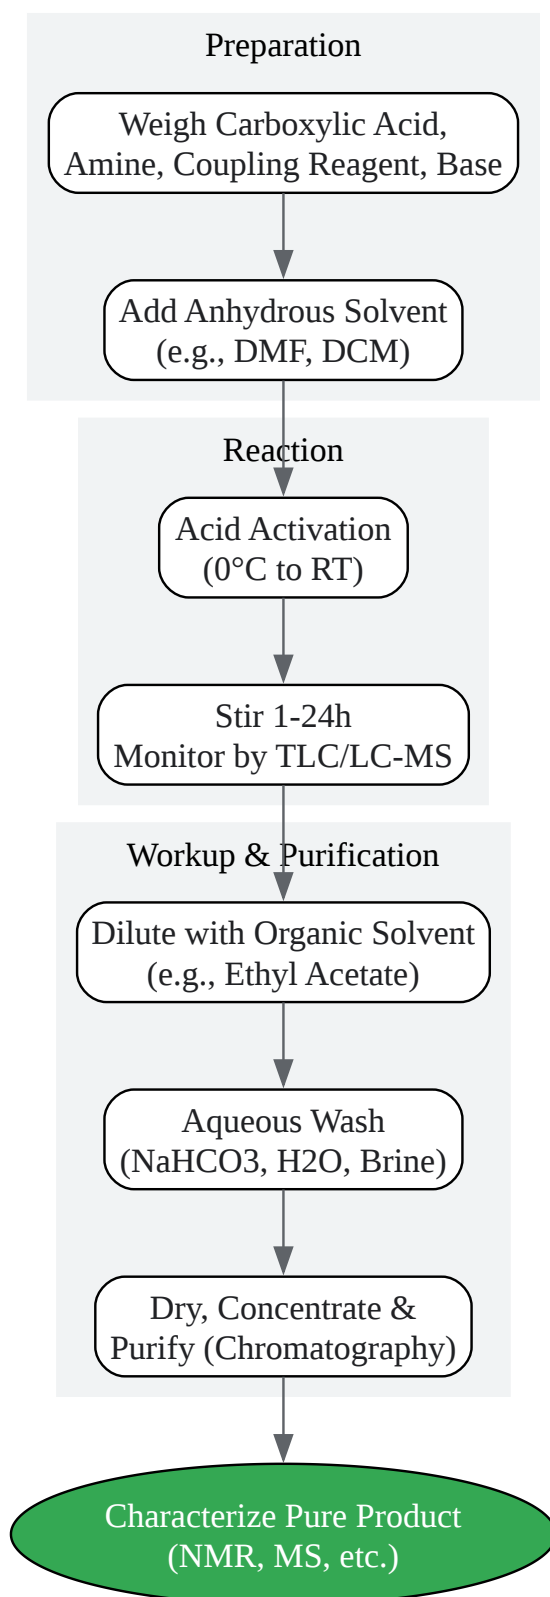 Preparation
Weigh Carboxylic Acid,
Amine, Coupling Reagent, Base
Add Anhydrous Solvent
(e.g., DMF, DCM)
Reaction
Acid Activation
(0°C to RT)
Stir 1-24h
Monitor by TLC/LC-MS
Workup & Purification
Dilute with Organic Solvent
(e.g., Ethyl Acetate)
Aqueous Wash
(NaHCO3, H2O, Brine)
Dry, Concentrate &
Purify (Chromatography)
Characterize Pure Product
(NMR, MS, etc.)